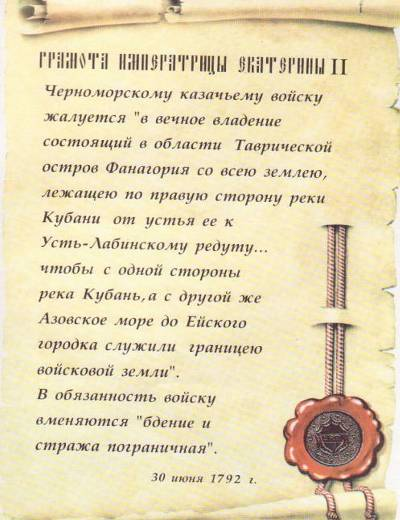 ГРАМОТА ИМПЕРАТРИЦЫ ЕКАТЕРИНЫ II
Черноморскому казачьему войску
жалуется "в вечное владение
состоящий в области Таврической
остров Фанагория со всею землею,
лежащею по правую сторону реки
Кубани от устья ее к
Усть-Лабинскому редуту...
чтобы с одной стороны
река Кубань, а с другой же
Азовское море до Ейского
городка служили границею
войсковой земли".
В обязанность войску
вменяются "бдение и
стража пограничная".
30 июня 1792 г.